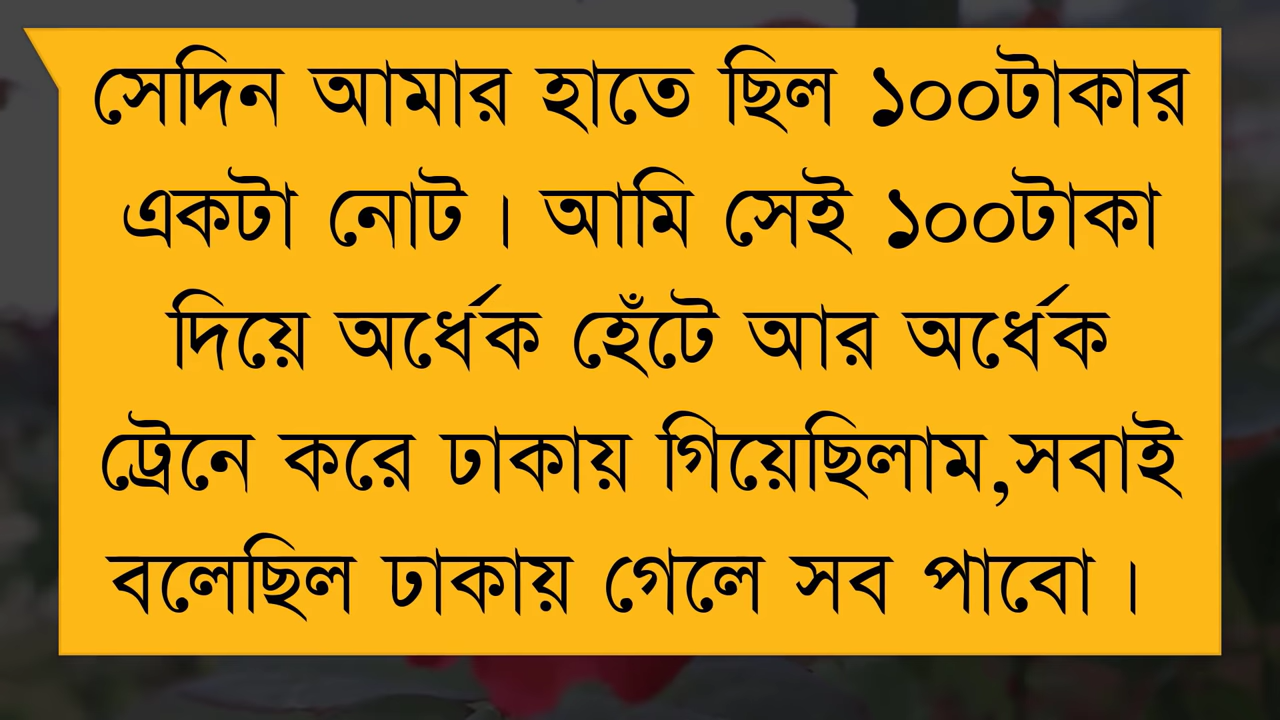 সেদিন আমার হাতে ছিল ১০০টাকার
একটা নোট । আমি সেই ১০০টাকা
দিয়ে অর্ধেক হেঁটে আর অর্ধেক
ট্রেনে করে ঢাকায় গিয়েছিলাম,সবাই
বলেছিল ঢাকায় গেলে সব পাবো ।